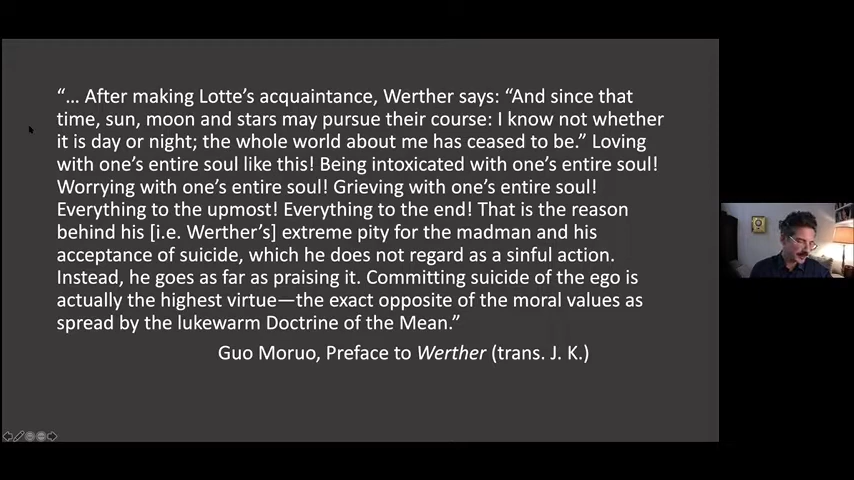 “… After making Lotte’s acquaintance, Werther says: “And since that
time, sun, moon and stars may pursue their course: I know not whether
it is day or night; the whole world about me has ceased to be.” Loving
with one’s entire soul like this! Being intoxicated with one’s entire soul!
Worrying with one’s entire soul! Grieving with one’s entire soul!
Everything to the upmost! Everything to the end! That is the reason
behind his [i.e. Werther’s] extreme pity for the madman and his
acceptance of suicide, which he does not regard as a sinful action.
Instead, he goes as far as praising it. Committing suicide of the ego is
actually the highest virtue—the exact opposite of the moral values as
spread by the lukewarm Doctrine of the Mean.”
Guo Moruo, Preface to Werther (trans. J. K.)